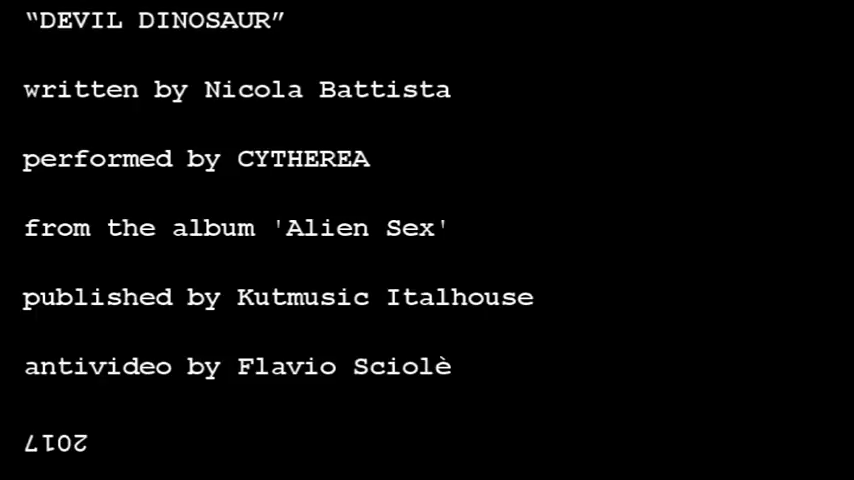 “DEVIL DINOSAUR”
written by Nicola Battista
performed by CYTHEREA
from the album 'Alien Sex'
published by Kutmusic Italhouse
antivideo by Flavio Sciolè
2017